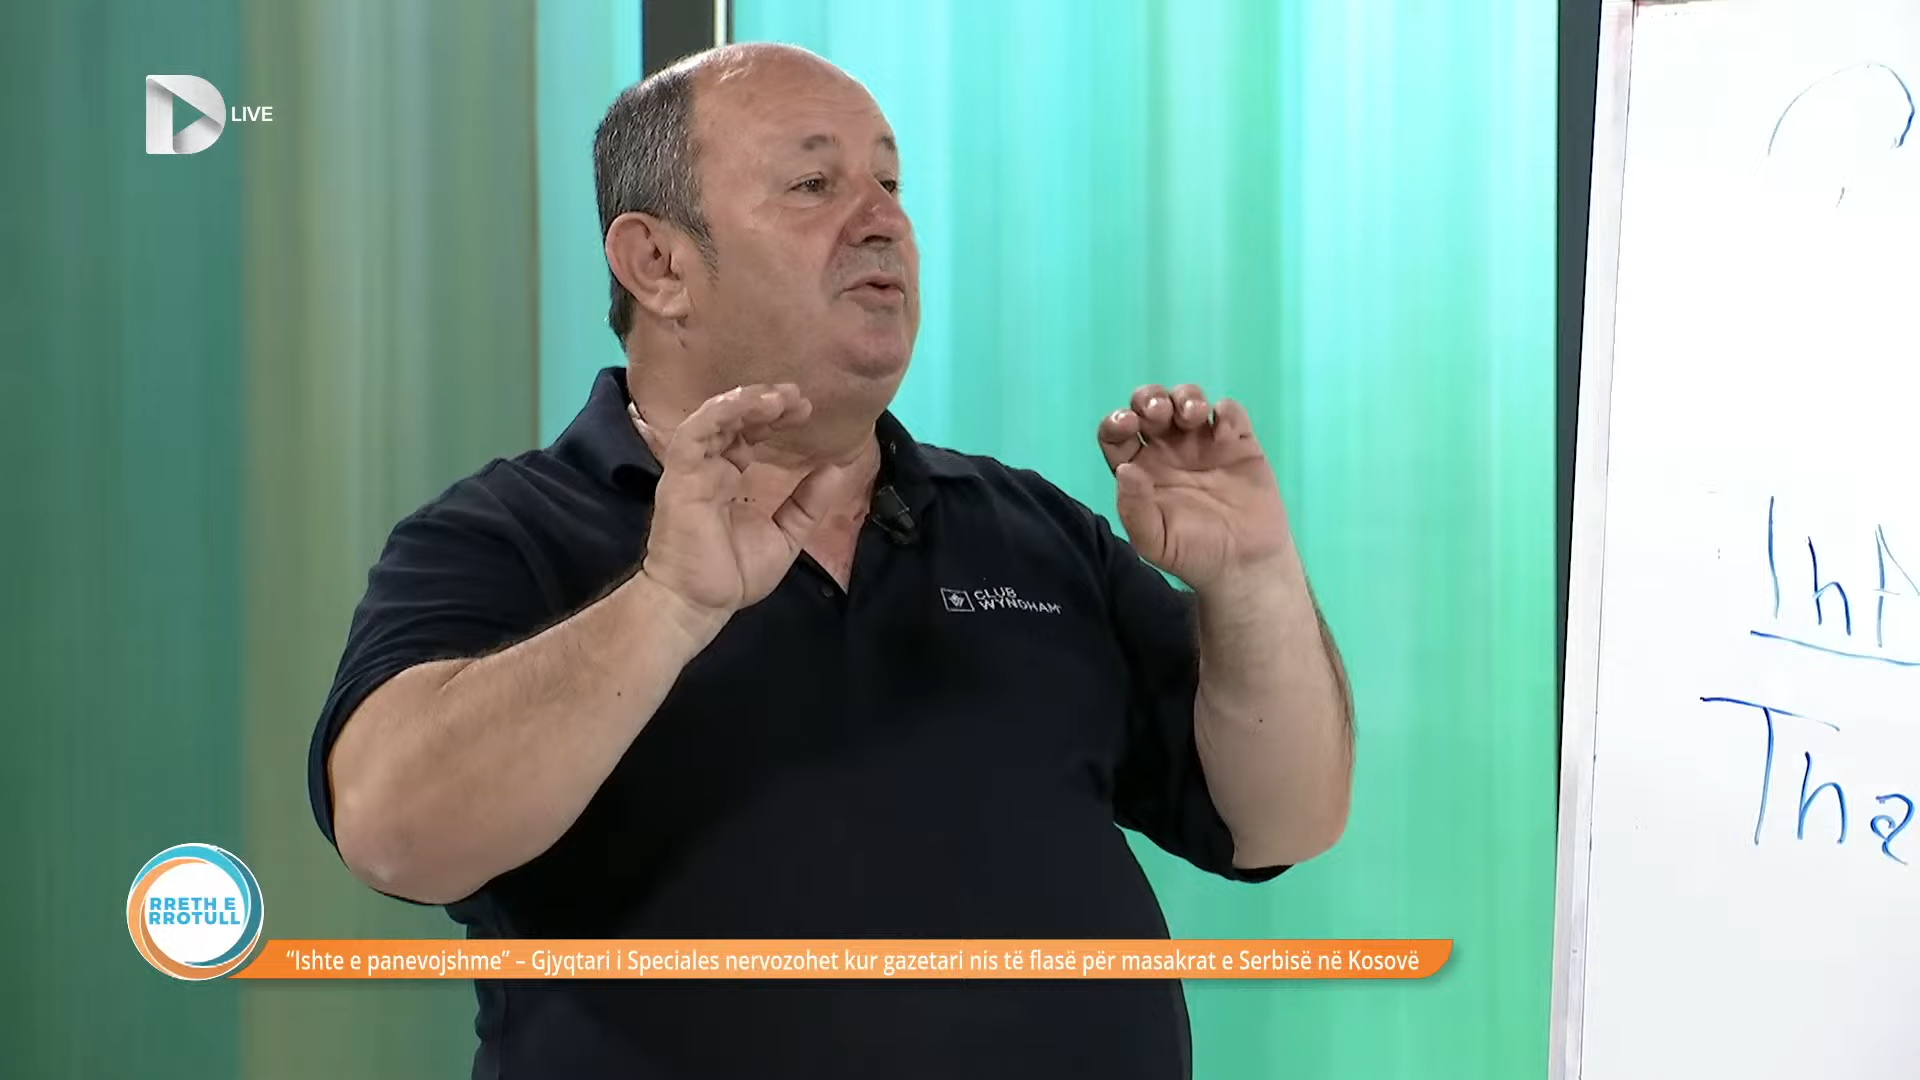 LIVE
CLUB
WYNDHAM
RRETH E
RROTULL
“Ishte e panevojshme” – Gjyqtari i Speciales nervozohet kur gazetari nis të flasë për masakrat e Serbisë në Kosovë